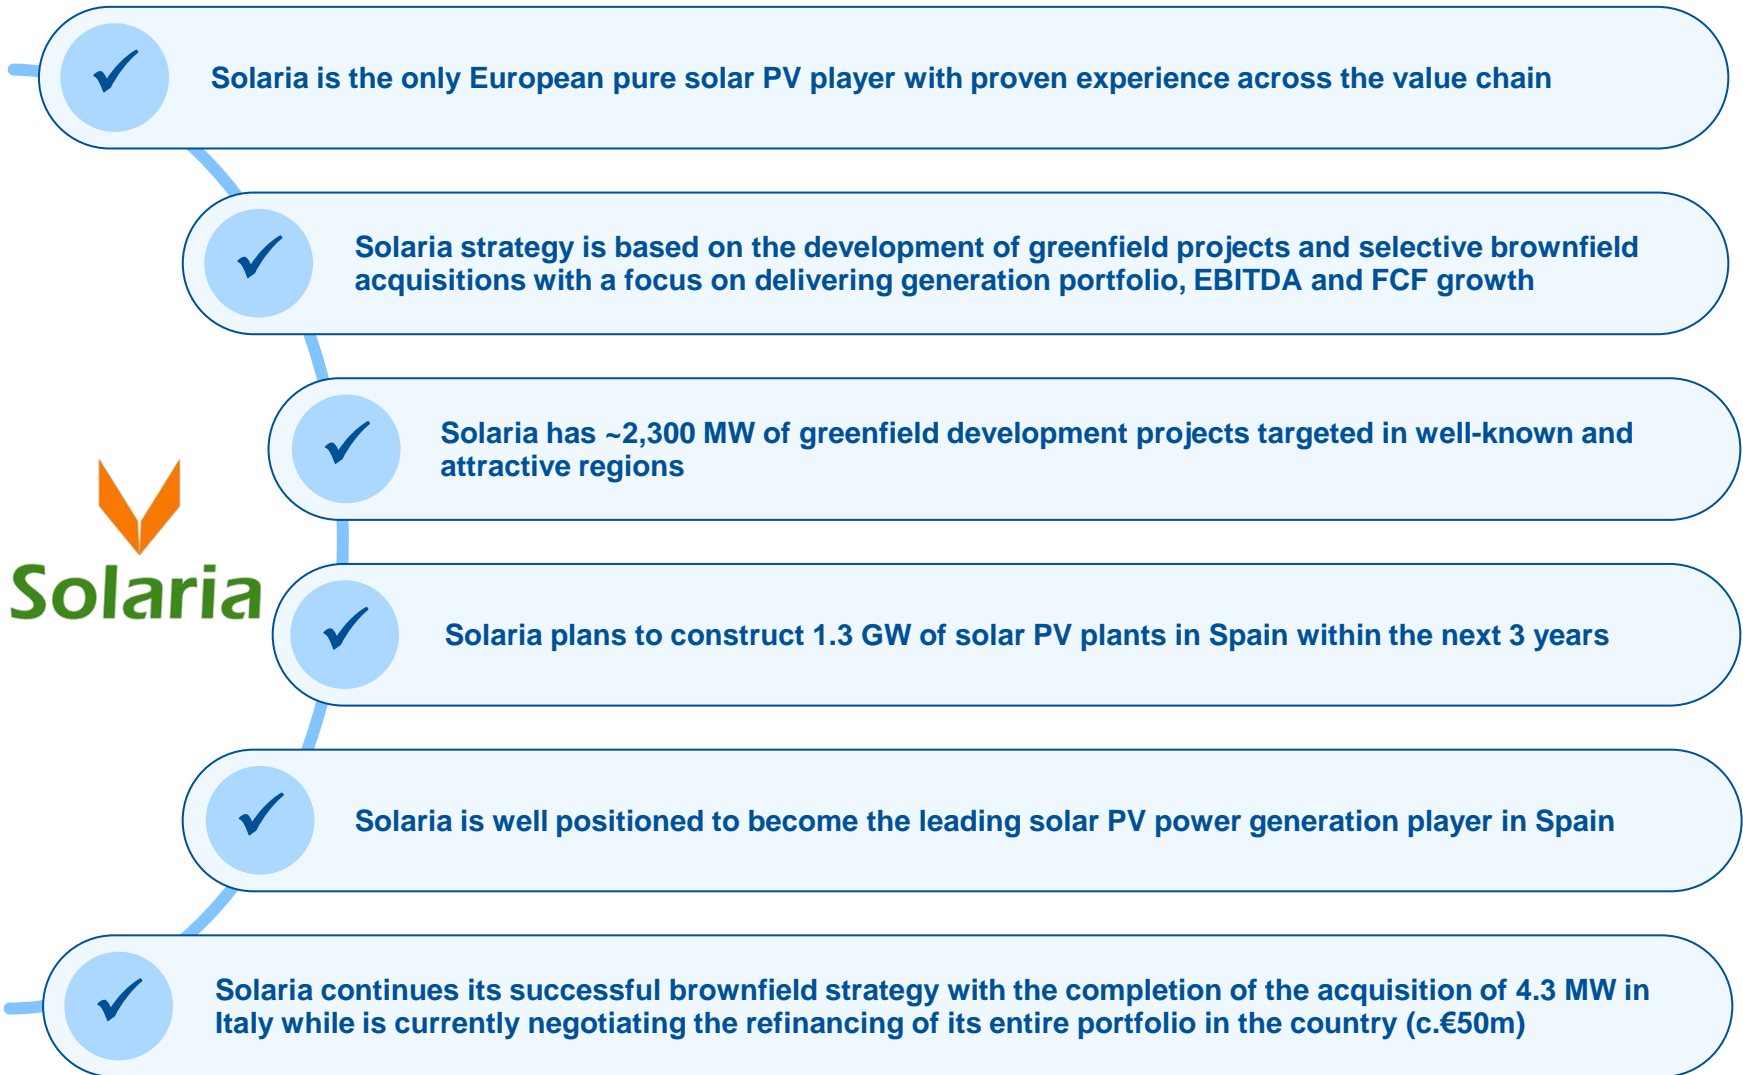 Solaria is the only European pure solar PV player with proven experience across the value chain
Solaria strategy is based on the development of greenfield projects and selective brownfield
acquisitions with a focus on delivering generation portfolio, EBITDA and FCF growth
Solaria has ~2,300 MW of greenfield development projects targeted in well-known and
attractive regions
Solaria
Solaria plans to construct 1.3 GW of solar PV plants in Spain within the next 3 years
Solaria is well positioned to become the leading solar PV power generation player in Spain
Solaria continues its successful brownfield strategy with the completion of the acquisition of 4.3 MW in
Italy while is currently negotiating the refinancing of its entire portfolio in the country (c.€50m)